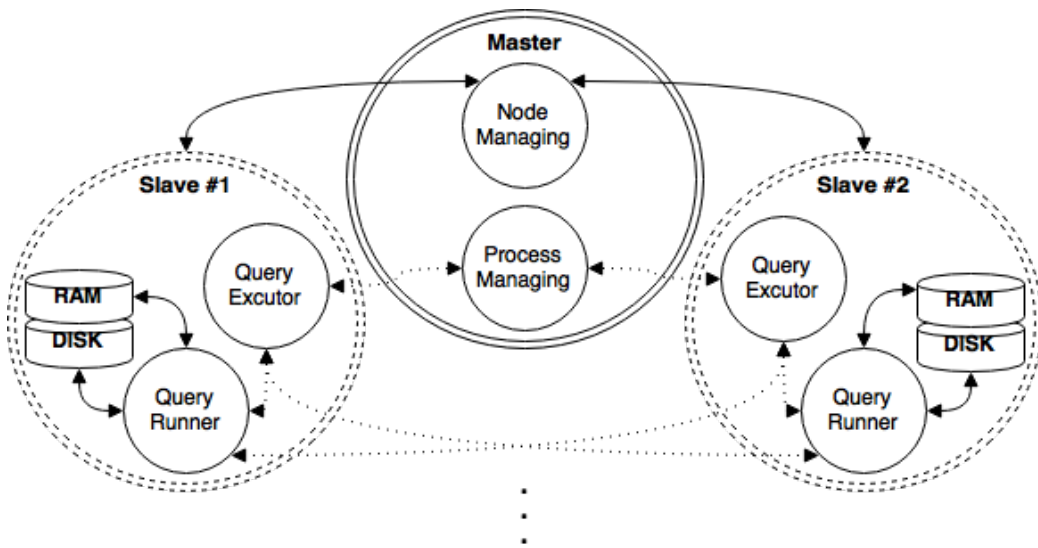 Master
Node
Managing
Process
Managing
Slave #1
Query
Excutor
RAM
DISK
Query
Runner
Slave #2
Query
Excutor
RAM
DISK
Query
Runner